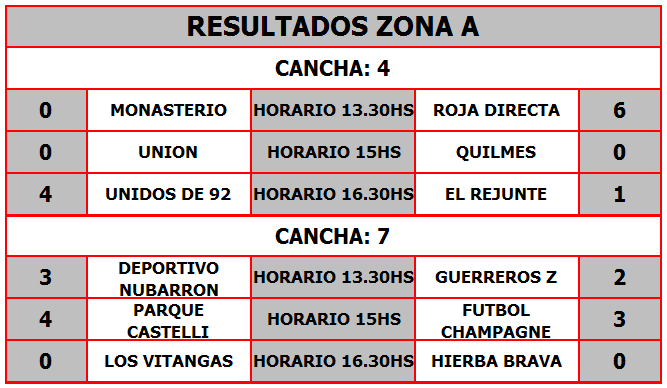 RESULTADOS ZONA A
CANCHA: 4
0 MONASTERIO HORARIO 13.30HS ROJA DIRECTA 6
0 UNION HORARIO 15HS QUILMES 0
4 UNIDOS DE 92 HORARIO 16.30HS EL REJUNTE 1
CANCHA: 7
3 DEPORTIVO NUBARRON HORARIO 13.30HS GUERREROS Z 2
4 PARQUE CASTELLI HORARIO 15HS FUTBOL CHAMPAGNE 3
0 LOS VITANGAS HORARIO 16.30HS HIERBA BRAVA 0